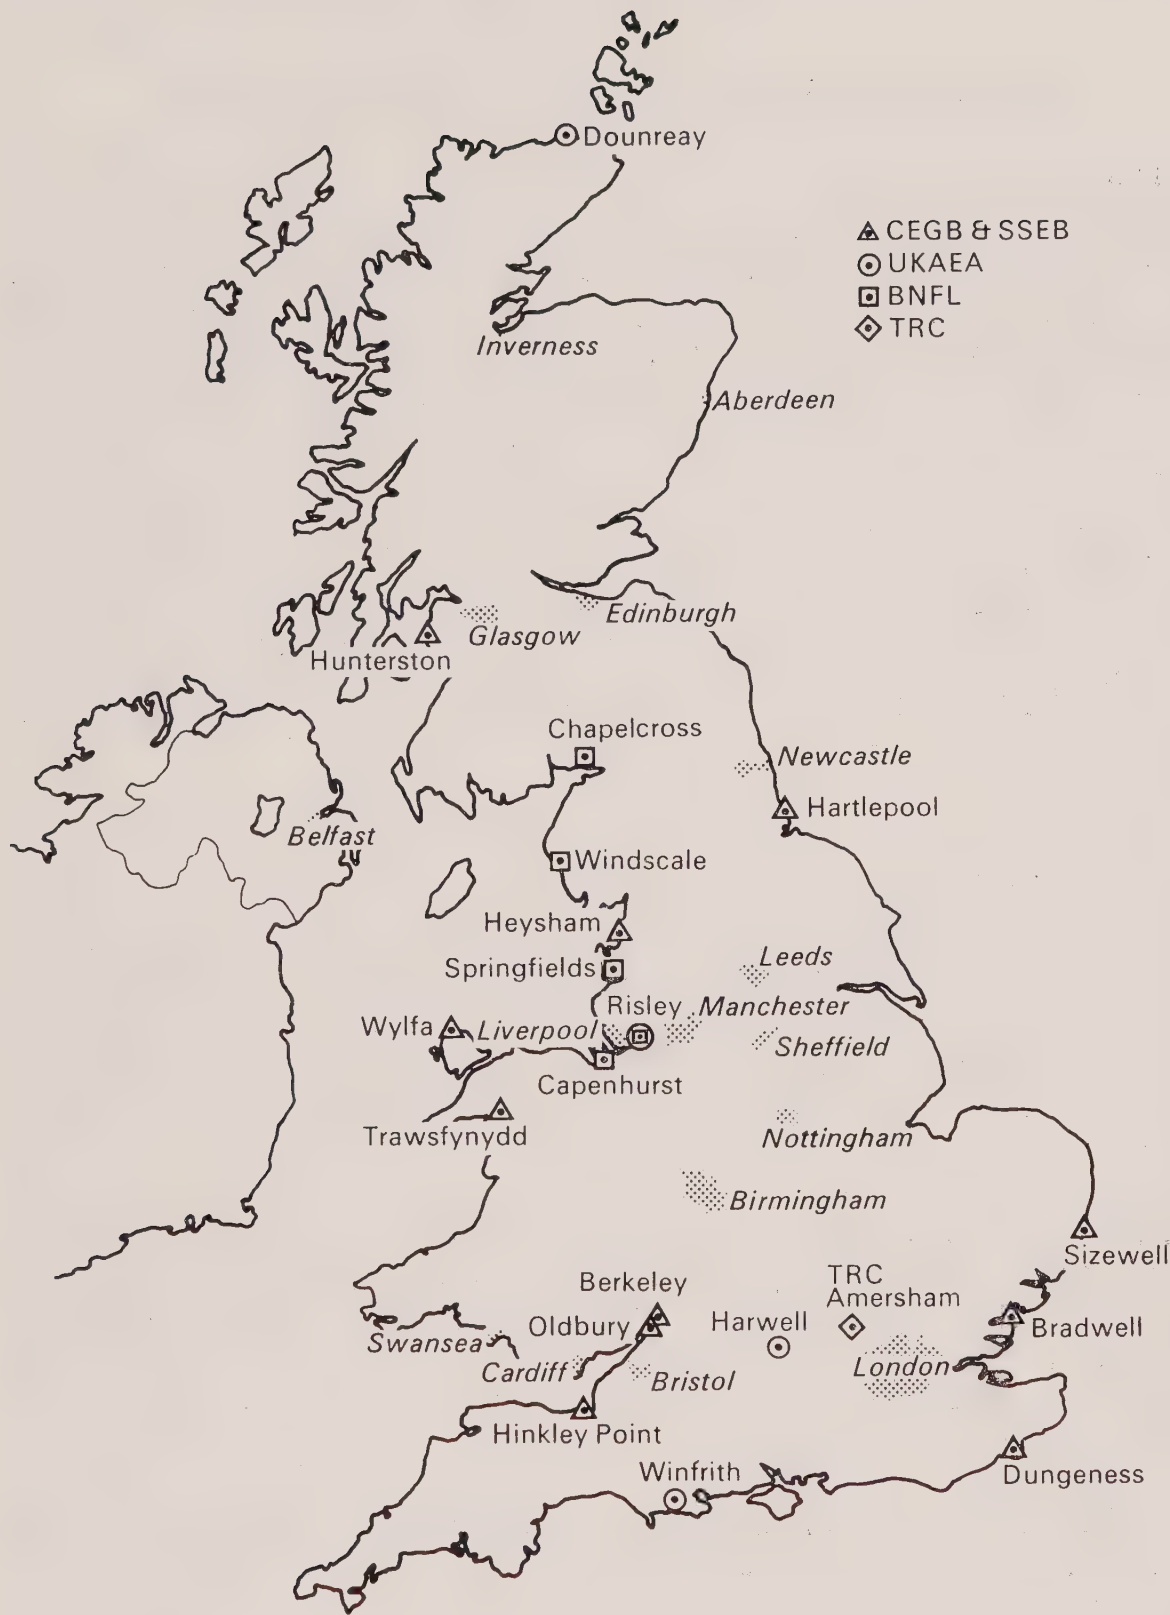 Dounreay
CEGB & SSEB
UKAEA
BNFL
TRC
Inverness
Aberdeen
Edinburgh
Glasgow
Hunterston
Chapelcross
Newcastle
Hartlepool
Belfast
Windscale
Heysham
Leeds
Springfields
Risley
Manchester
Wylfa
Liverpool
Sheffield
Capenhurst
Trawsfynydd
Nottingham
Birmingham
Sizewell
Berkeley
TRC
Amersham
Oldbury
Harwell
Bradwell
Swansea
Cardiff
Bristol
London
Hinkley Point
Winfrith
Dungeness